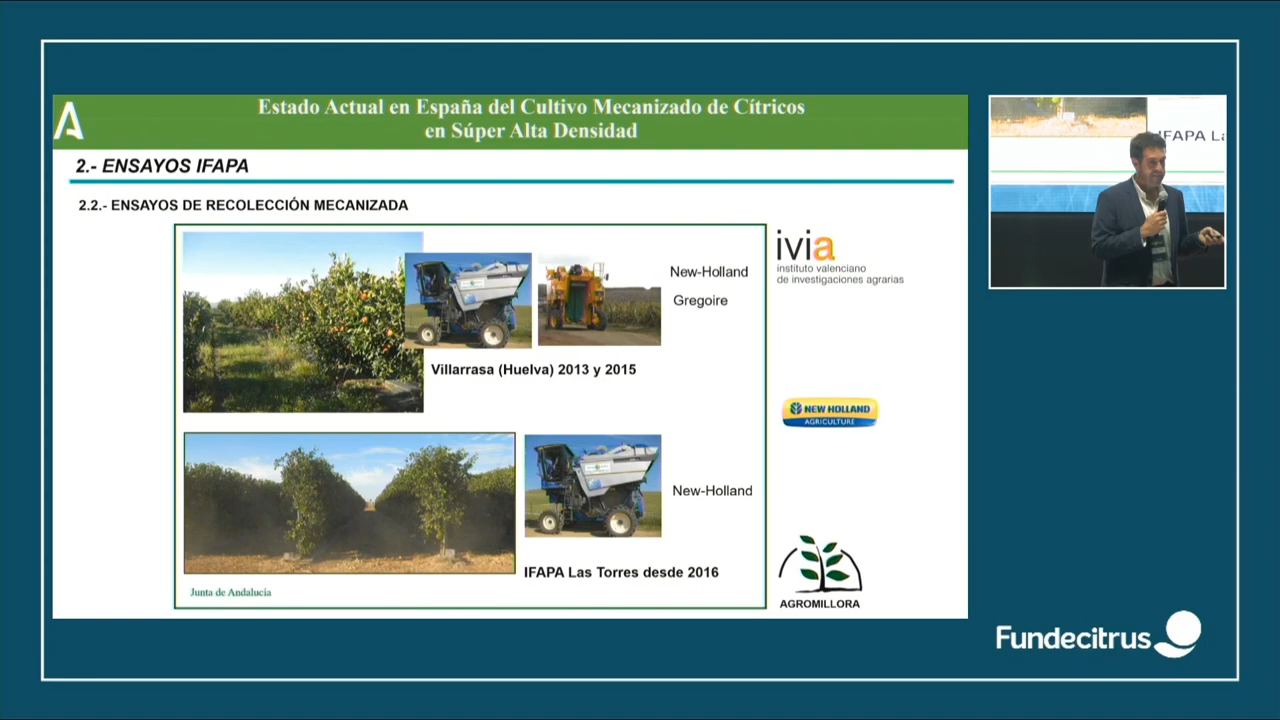 Estado Actual en España del Cultivo Mecanizado de Cítricos
en Súper Alta Densidad
2.- ENSAYOS IFAPA
2.2.- ENSAYOS DE RECOLECCIÓN MECANIZADA
New-Holland
Gregoire
Villarrasa (Huelva) 2013 y 2015
New-Holland
IFAPA Las Torres desde 2016
Junta de Andalucía
ivia
instituto valenciano
de investigaciones agrarias
NEW HOLLAND
AGRICULTURE
AGROMILLORA
IFAPA La
Fundecitrus